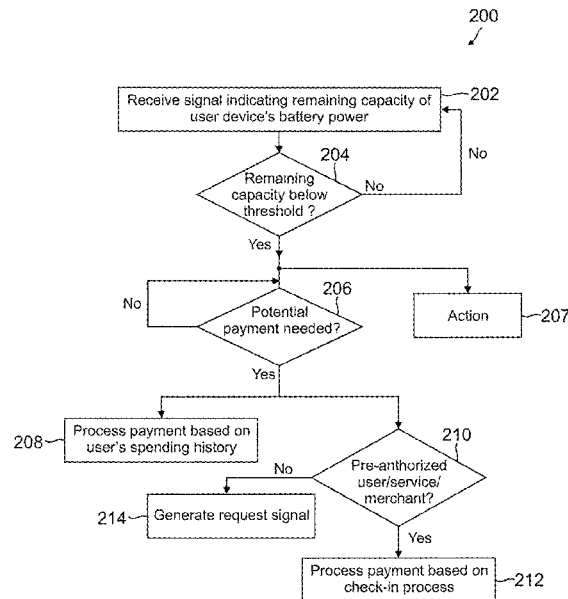 200
Receive signal indicating remaining capacity of
user device's battery power
202
No
204
Remaining
capacity below
threshold ?
No
Yes
No
206
Potential
payment needed?
Action
207
Yes
208
Process payment based on
user's spending history
210
Pre-anthorized
user/service/
merchant?
No
214
Generate request signal
Yes
Process payment based on
check-in process
212